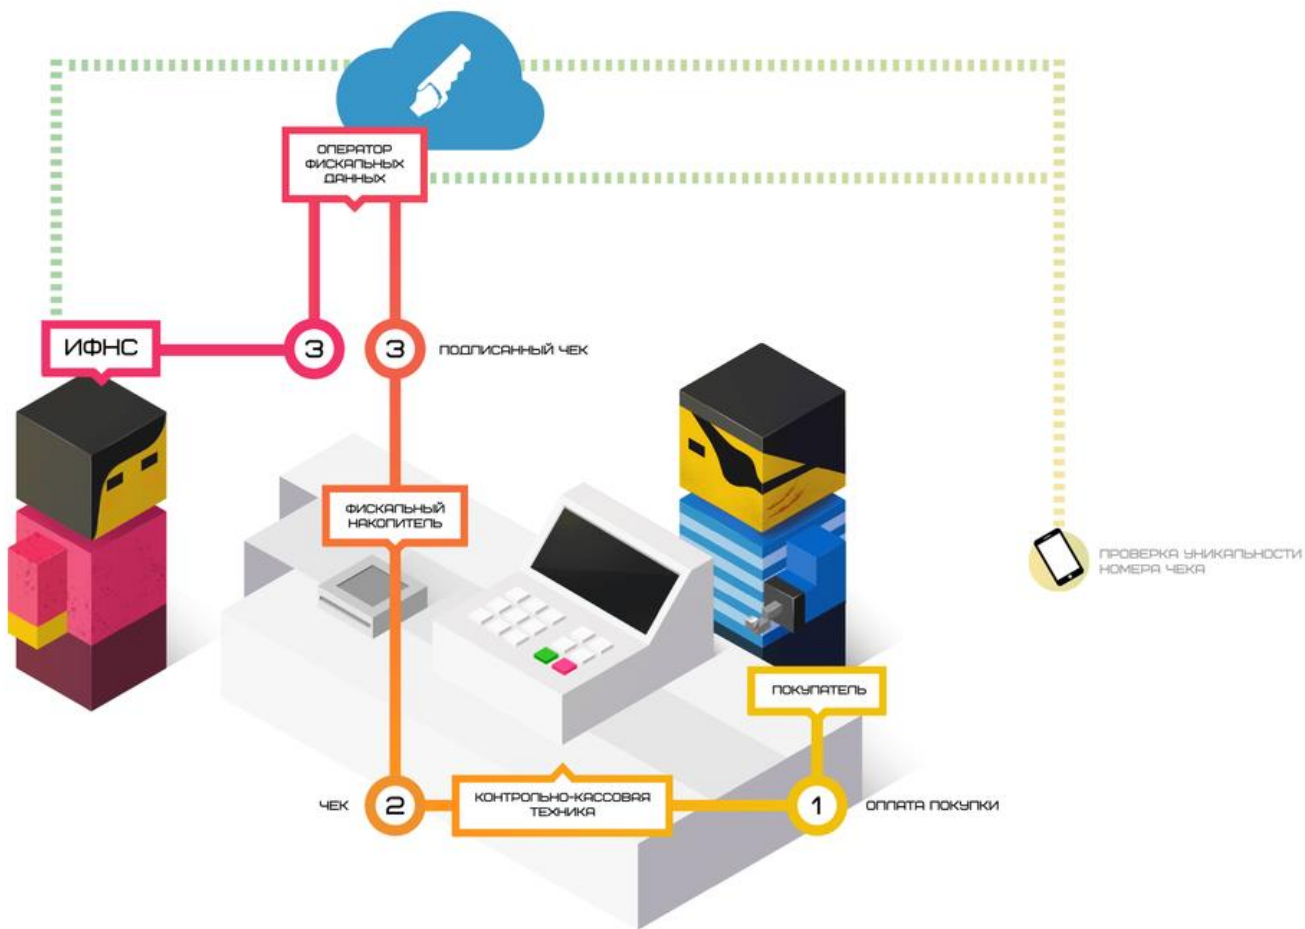 ОПЕРАТОР
ФИСКАЛЬНЫХ
ДАННЫХ
ИФНС
3
3
ПОДПИСАННЫЙ ЧЕК
ФИСКАЛЬНЫЙ
НАКОПИТЕЛЬ
ПРОВЕРКА УНИКАЛЬНОСТИ
НОМЕРА ЧЕКА
ПОКУПАТЕЛЬ
ЧЕК
2
КОНТРОЛЬНО-КАССОВАЯ
ТЕХНИКА
1
ОПЛАТА ПОКУПКИ